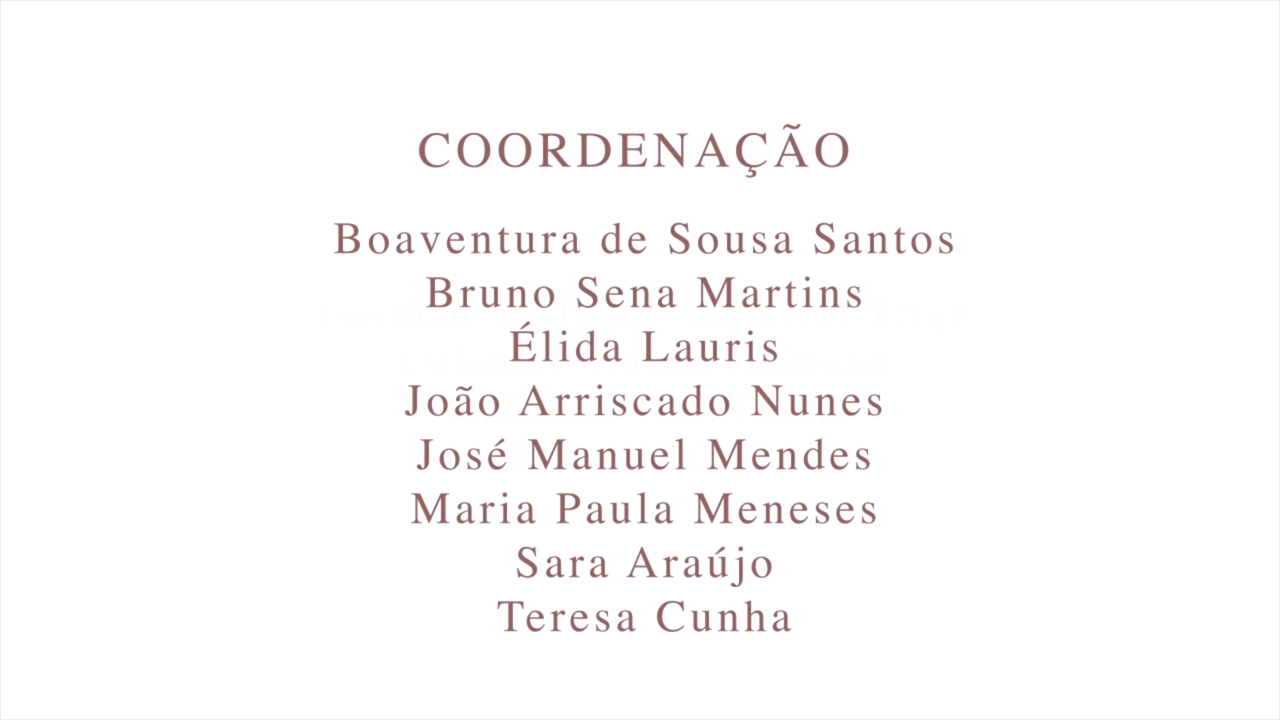 COORDENAÇÃO
Boaventura de Sousa Santos
Bruno Sena Martins
Élida Lauris
João Arriscado Nunes
José Manuel Mendes
Maria Paula Meneses
Sara Araújo
Teresa Cunha